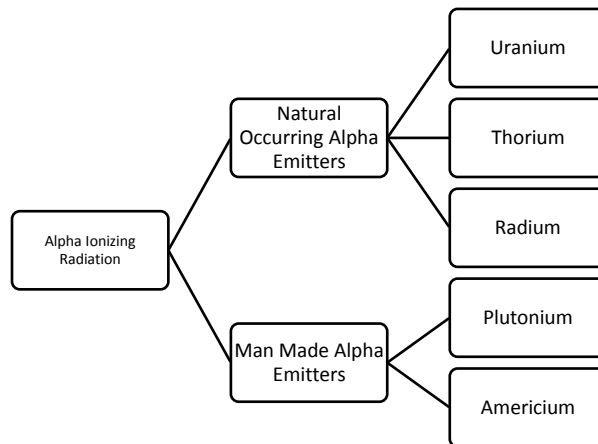 Alpha Ionizing
Radiation
Natural
Occurring Alpha
Emitters
Uranium
Thorium
Radium
Man Made Alpha
Emitters
Plutonium
Americium